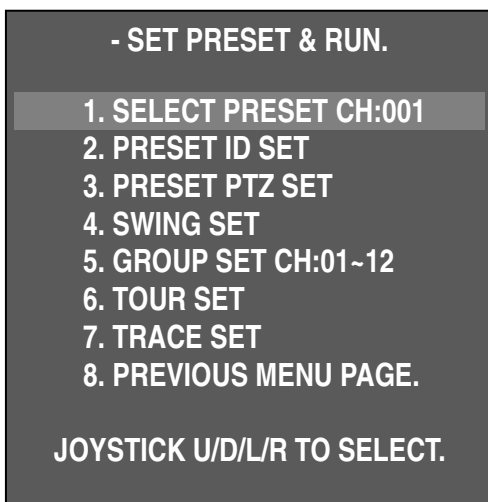 - SET PRESET & RUN.
1. SELECT PRESET CH:001
2. PRESET ID SET
3. PRESET PTZ SET
4. SWING SET
5. GROUP SET CH:01~12
6. TOUR SET
7. TRACE SET
8. PREVIOUS MENU PAGE.
JOYSTICK U/D/L/R TO SELECT.